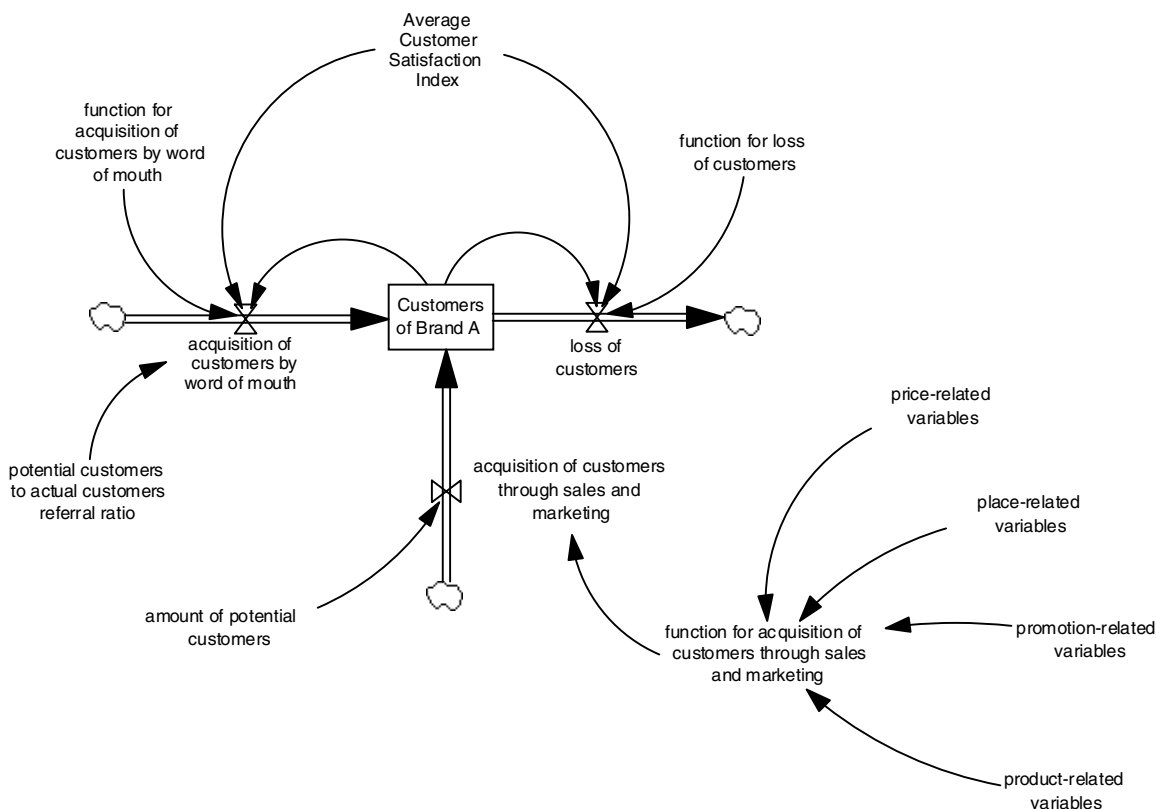 Average
Customer
Satisfaction
Index
function for
acquisition of
customers by word
of mouth
function for loss
of customers
Customers
of Brand A
acquisition of
customers by
word of mouth
loss of
customers
price-related
variables
potential customers
to actual customers
referral ratio
acquisition of customers
through sales and
marketing
place-related
variables
amount of potential
customers
function for acquisition of
customers through sales
and marketing
promotion-related
variables
product-related
variables